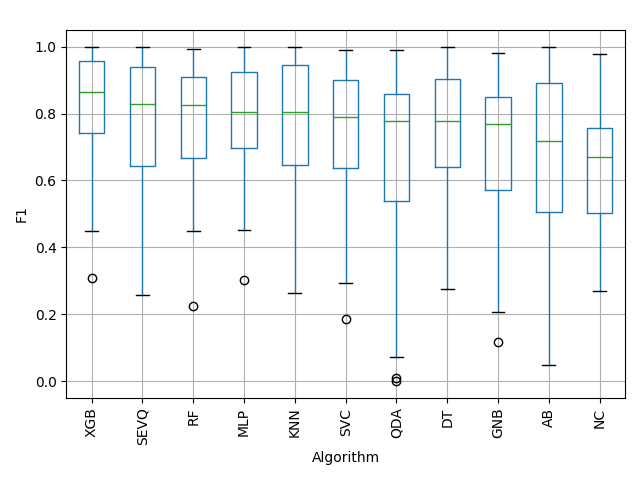 1.0
0.8
0.6
0.4
0.2
0.0
F1
XGB
SEVQ
RF
MLP
KNN
SVC
QDA
DT
GNB
AB
NC
Algorithm